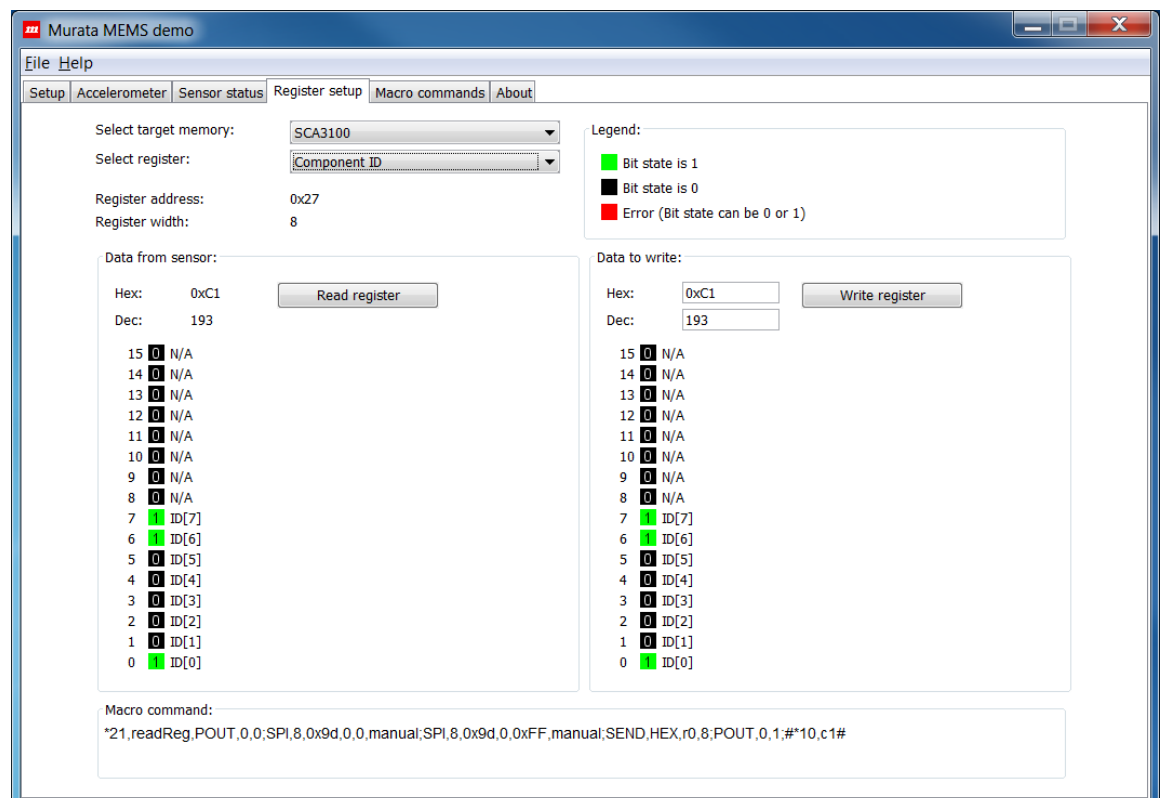 m Murata MEMS demo
File Help
Setup Accelerometer Sensor status Register setup Macro commands About
Select target memory: SCA3100
Select register: Component ID
Register address: 0x27
Register width: 8
Legend:
Bit state is 1
Bit state is 0
Error (Bit state can be 0 or 1)
Data from sensor:
Hex: 0xC1 Read register
Dec: 193
15 0 N/A
14 0 N/A
13 0 N/A
12 0 N/A
11 0 N/A
10 0 N/A
9 0 N/A
8 0 N/A
7 1 ID[7]
6 1 ID[6]
5 0 ID[5]
4 0 ID[4]
3 0 ID[3]
2 0 ID[2]
1 0 ID[1]
0 1 ID[0]
Data to write:
Hex: 0xC1 Write register
Dec: 193
15 0 N/A
14 0 N/A
13 0 N/A
12 0 N/A
11 0 N/A
10 0 N/A
9 0 N/A
8 0 N/A
7 1 ID[7]
6 1 ID[6]
5 0 ID[5]
4 0 ID[4]
3 0 ID[3]
2 0 ID[2]
1 0 ID[1]
0 1 ID[0]
Macro command:
*21,readReg,POUT,0,0;SPI,8,0x9d,0,0,manual;SPI,8,0x9d,0,0xFF,manual;SEND,HEX,r0,8;POUT,0,1;#*10,c1#